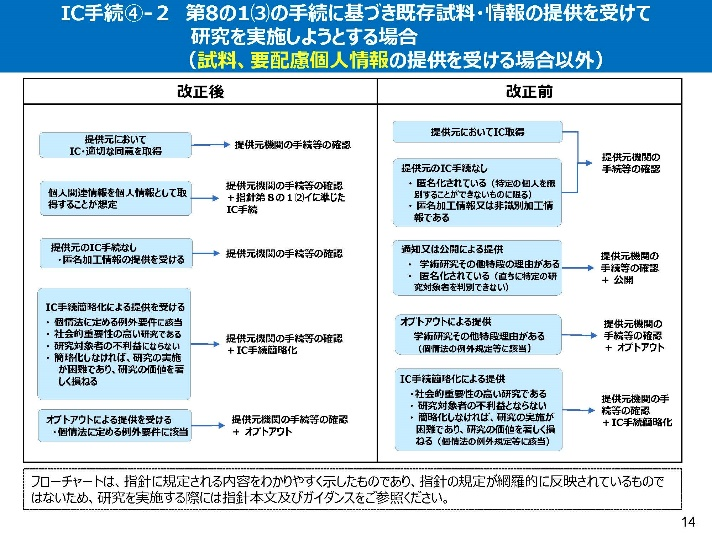 IC手続④-２　第８の１⑶の手続に基づき既存試料・情報の提供を受けて
研究を実施しようとする場合
（試料、要配慮個人情報の提供を受ける場合以外）
改正後
提供元において
IC・適切な同意を取得
提供元機関の手続等の確認
個人関連情報を個人情報として取
得することが想定
提供元機関の手続等の確認
＋指針第８の１⑵イに準じた
IC手続
提供元のIC手続なし
・匿名加工情報の提供を受ける
提供元機関の手続等の確認
IC手続簡略化による提供を受ける
・個情法に定める例外要件に該当
・社会的重要性の高い研究である
・研究対象者の不利益にならない
・簡略化しなければ、研究の実施
が困難であり、研究の価値を著
しく損ねる
提供元機関の手続等の確認
＋IC手続簡略化
オプトアウトによる提供を受ける
・個情法に定める例外要件に該当
提供元機関の手続等の確認
＋ オプトアウト
改正前
提供元においてIC取得
提供元のIC手続なし
・匿名化されている（特定の個人を識
別することができないものに限る）
・匿名加工情報又は非識別加工情
報である
提供元機関の
手続等の確認
通知又は公開による提供
・ 学術研究その他特段の理由がある
・ 匿名化されている（直ちに特定の研
究対象者を判別できない）
提供元機関の
手続等の確認
＋ 公開
オプトアウトによる提供
学術研究その他特段理由がある
（個情法の例外規定等に該当）
提供元機関の
手続等の確認
＋ オプトアウト
IC手続簡略化による提供
・社会的重要性の高い研究である
・研究対象者の不利益とならない
・簡略化しなければ、研究の実施が
困難であり、研究の価値を著しく損
ねる（個情法の例外規定等に該当）
提供元機関の手
続等の確認
＋IC手続簡略化
フローチャートは、指針に規定される内容をわかりやすく示したものであり、指針の規定が網羅的に反映されているもので
はないため、研究を実施する際には指針本文及びガイダンスをご参照ください。
14